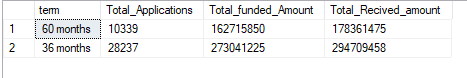 term Total_Applications Total_funded_Amount Total_Recived_amount
1 60 months 10339 162715850 178361475
2 36 months 28237 273041225 294709458